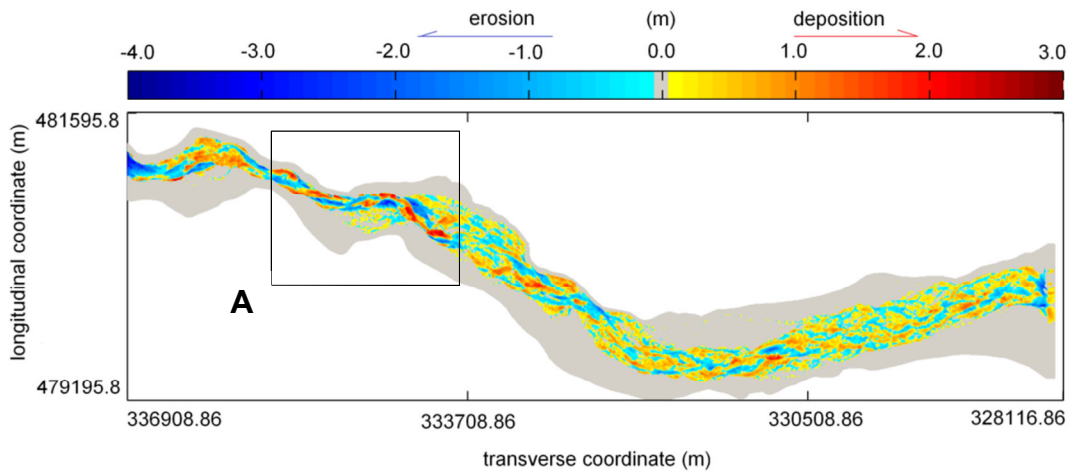 erosion (m) deposition
-4.0 -3.0 -2.0 -1.0 0.0 1.0 2.0 3.0
481595.8
longitudinal coordinate (m)
A
479195.8
336908.86 333708.86 330508.86 328116.86
transverse coordinate (m)